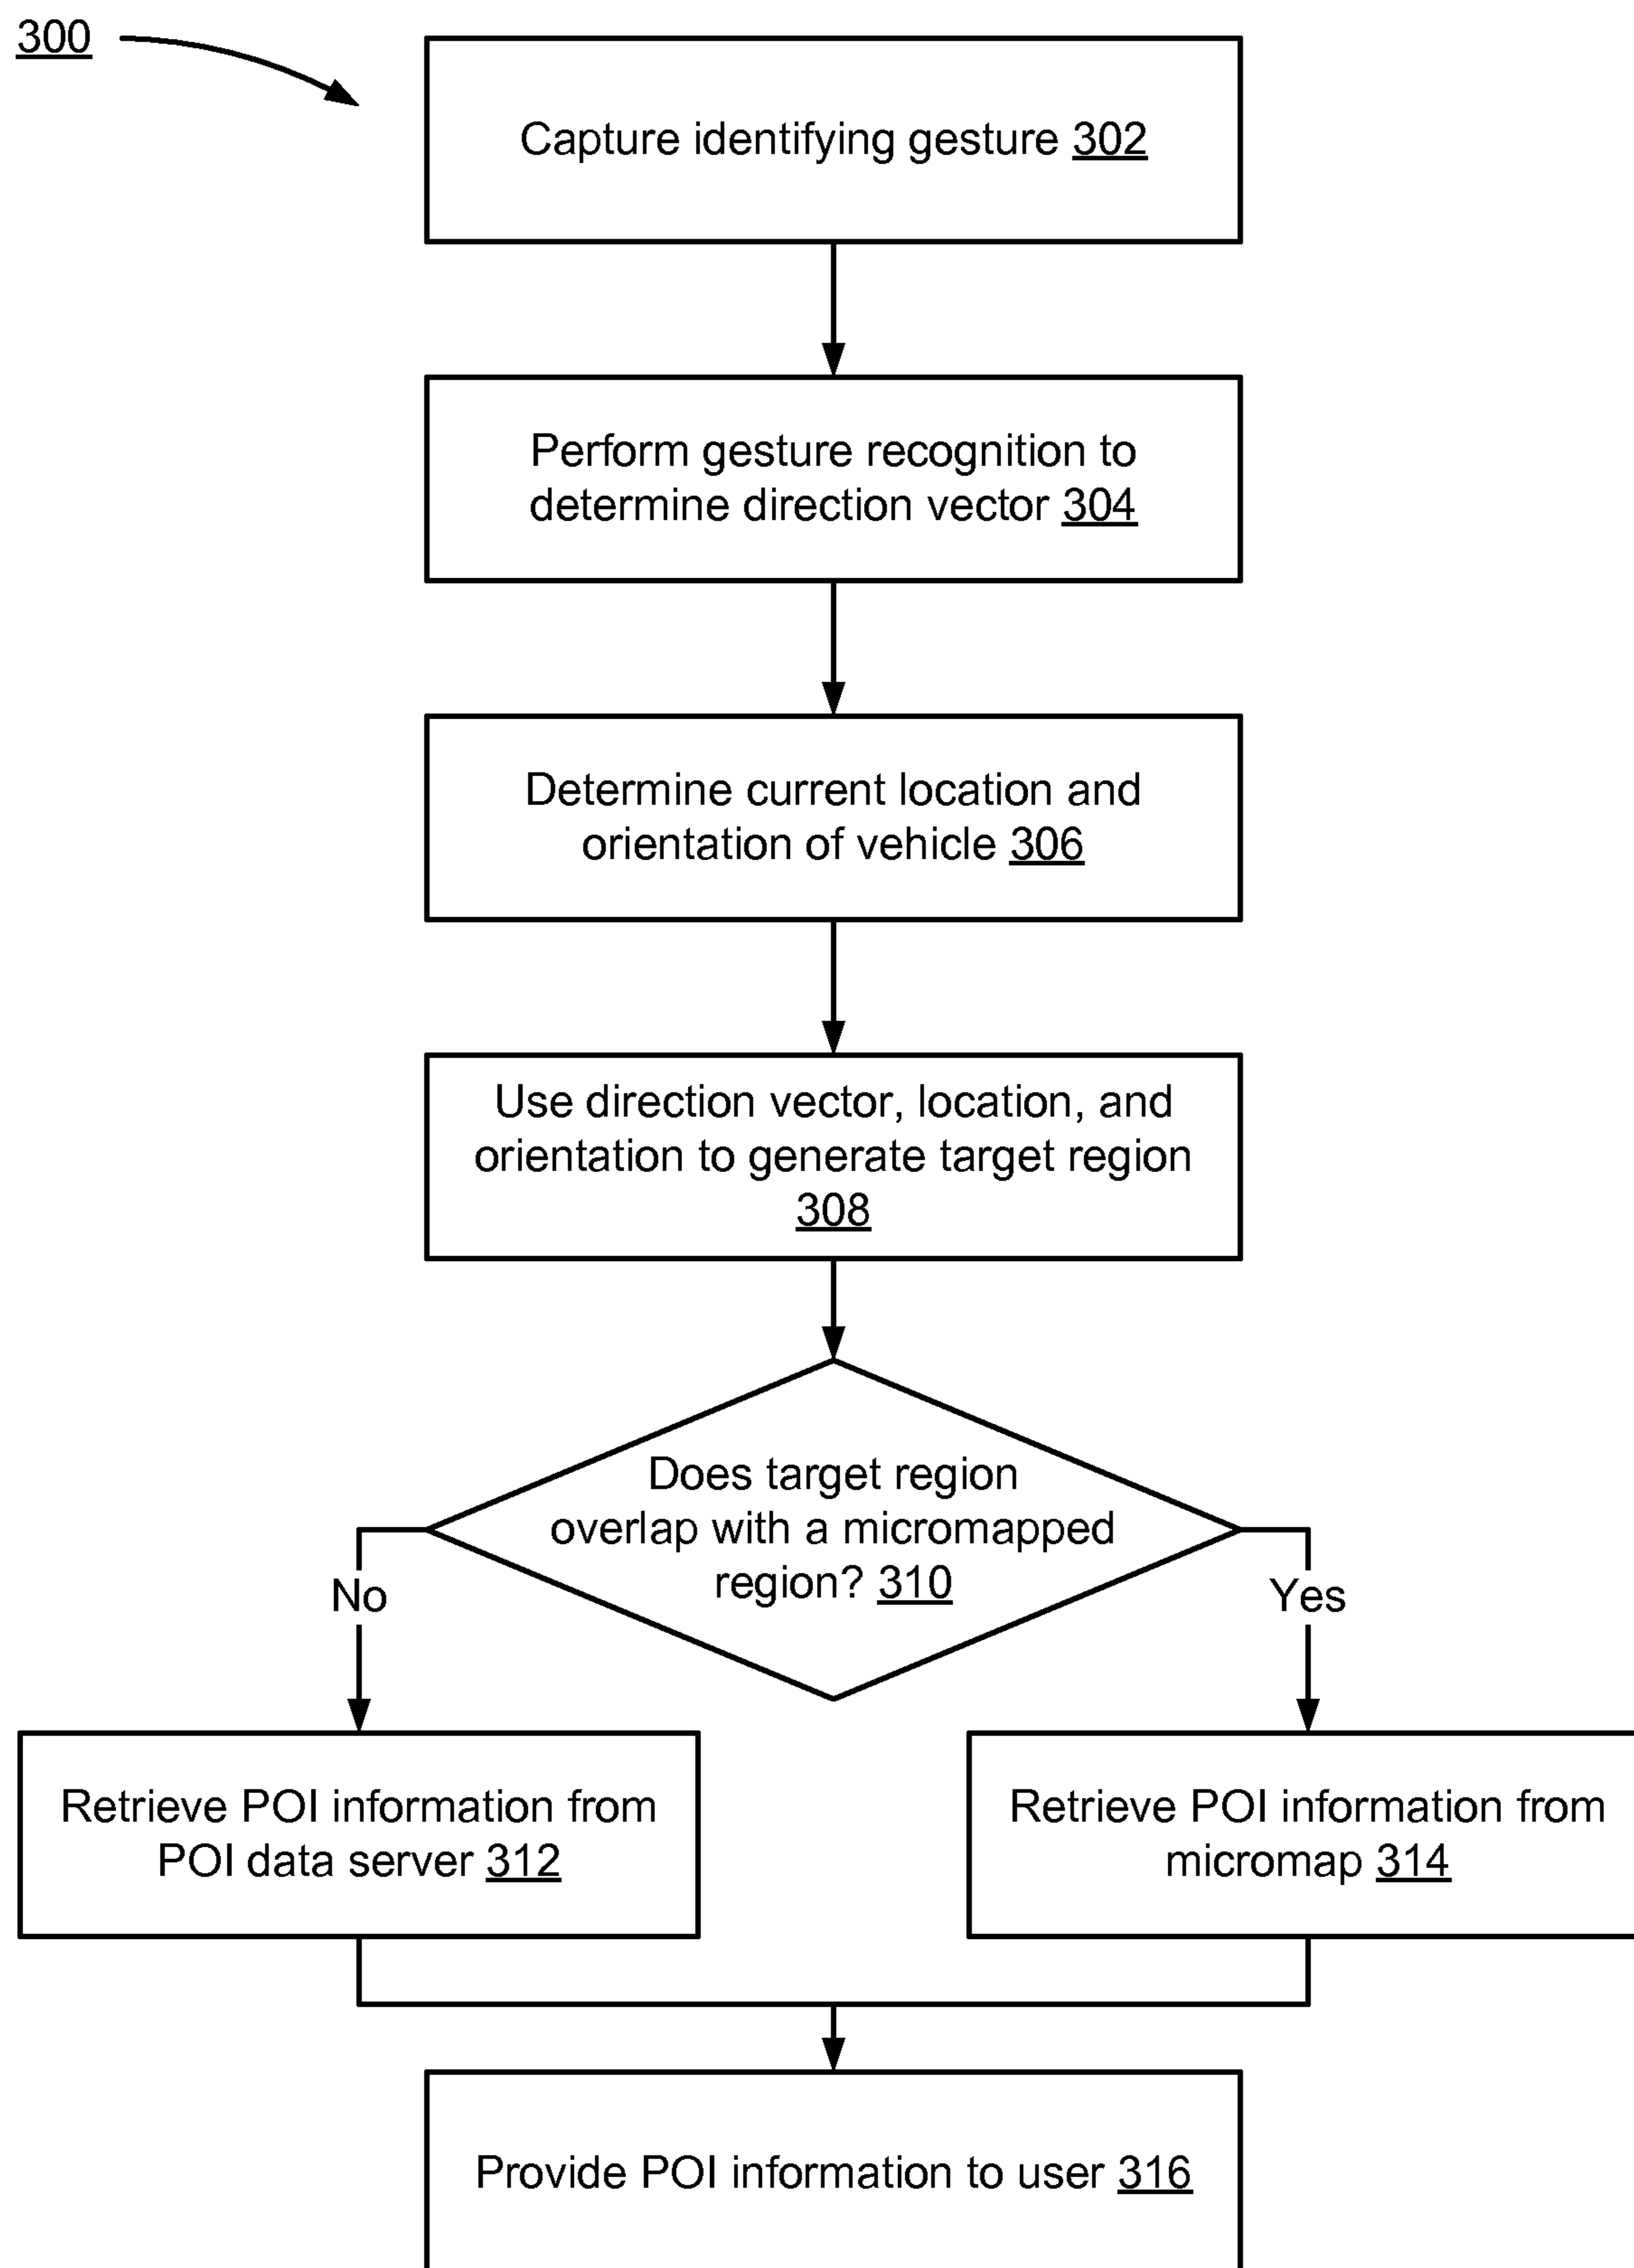 300
Capture identifying gesture 302
Perform gesture recognition to
determine direction vector 304
Determine current location and
orientation of vehicle 306
Use direction vector, location, and
orientation to generate target region
308
Does target region
overlap with a micromapped
region? 310
No
Yes
Retrieve POI information from
POI data server 312
Retrieve POI information from
micromap 314
Provide POI information to user 316